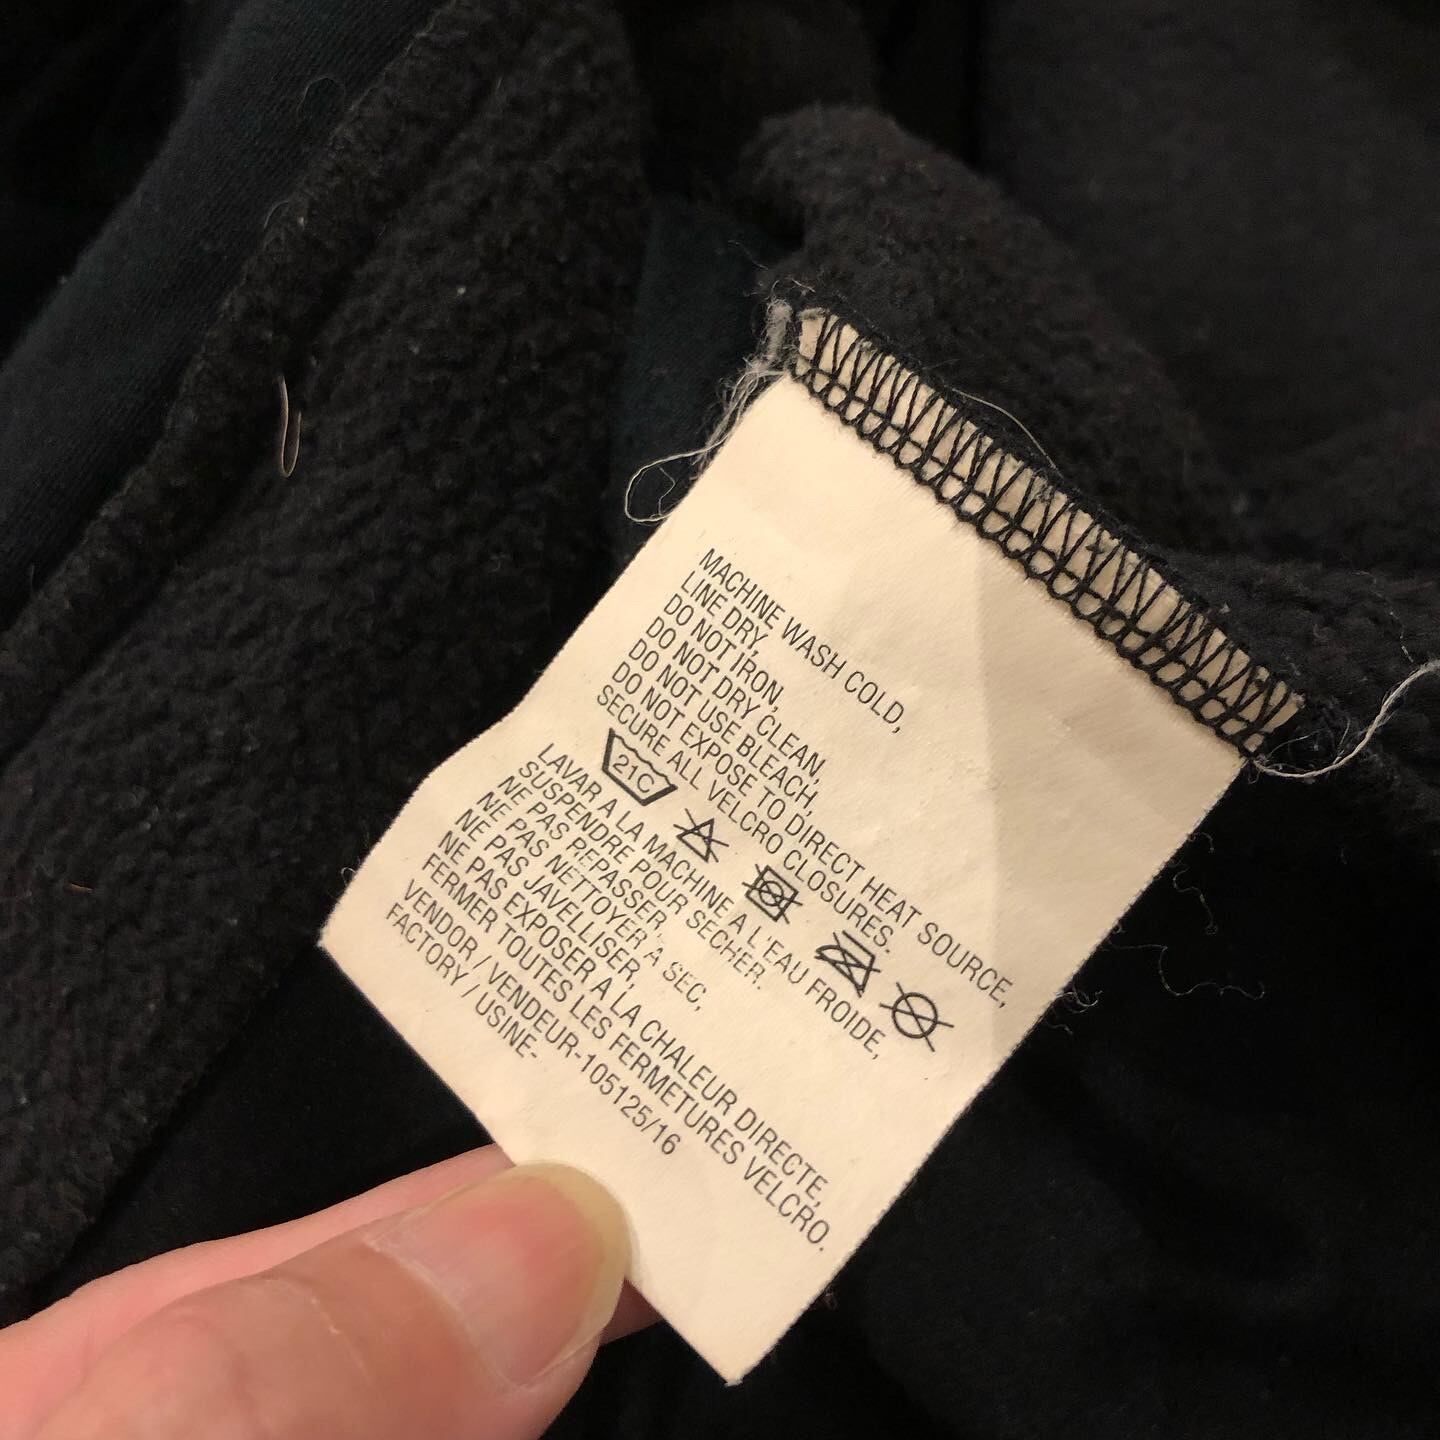 MACHINE WASH COLD,
LINE DRY,
DO NOT IRON,
DO NOT DRY CLEAN,
DO NOT USE BLEACH,
DO NOT EXPOSE TO DIRECT HEAT SOURCE,
SECURE ALL VELCRO CLOSURES.
21C
LAVAR A LA MACHINE A L'EAU FROIDE,
SUSPENDRE POUR SECHER.
NE PAS REPASSER,
NE PAS NETTOYER A SEC,
NE PAS JAVELLISER,
NE PAS EXPOSER A LA CHALEUR DIRECTE,
FERMER TOUTES LES FERMETURES VELCRO.
VENDOR / VENDEUR-105125/16
FACTORY / USINE-